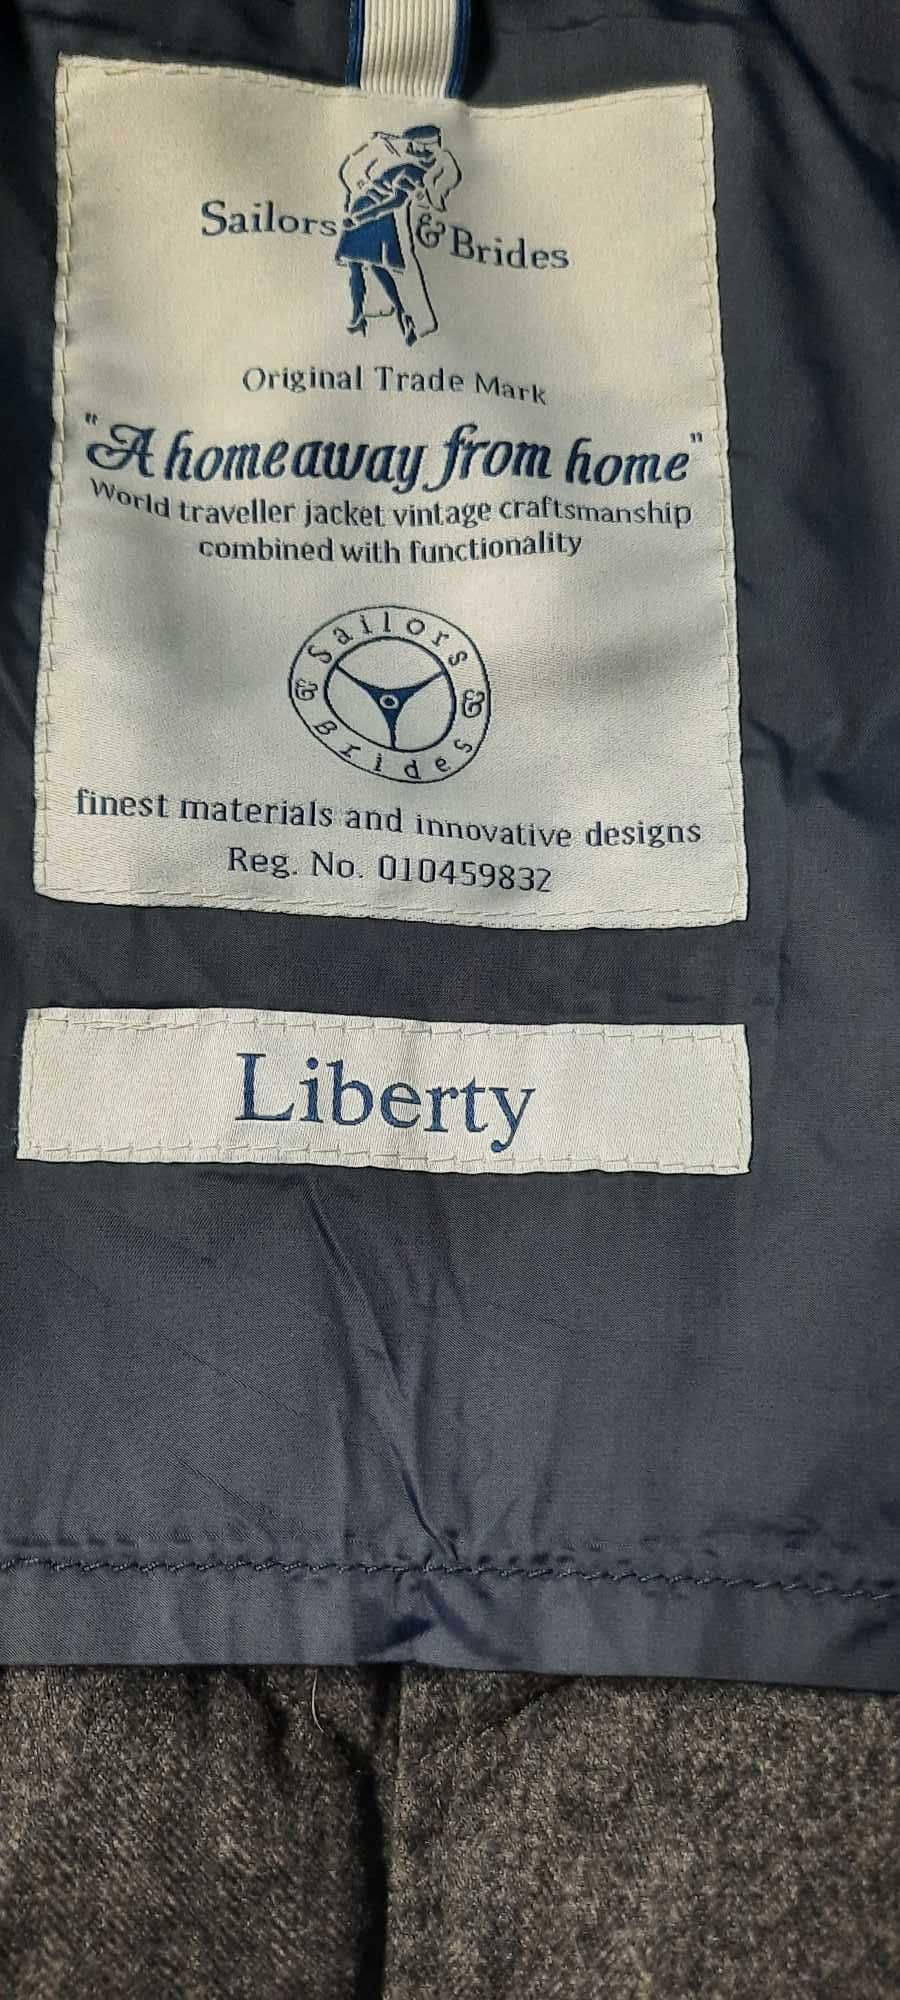 Sailors & Brides
Original Trade Mark
"A home away from home"
World traveller jacket vintage craftsmanship
combined with functionality
Sailors & Brides &
finest materials and innovative designs
Reg. No. 010459832
Liberty